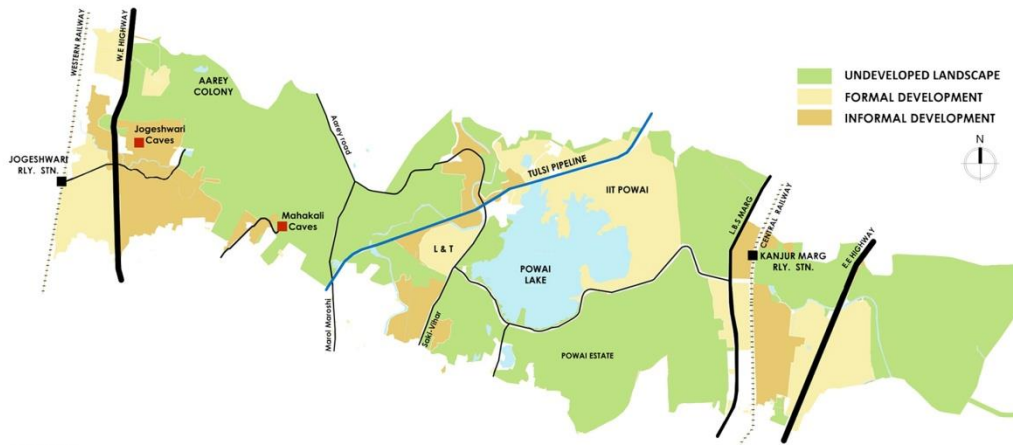 WESTERN RAILWAY
W.E HIGHWAY
AAREY
COLONY
Jogeshwari
Caves
JOGESHWARI
RLY. STN.
Mahakali
Caves
Aarey road
Marol Maroshi
TULSI PIPELINE
IIT POWAI
L & T
POWAI
LAKE
Saki-Vihar
POWAI ESTATE
L.B.S MARG
CENTRAL RAILWAY
KANJUR MARG
RLY. STN.
E.E HIGHWAY
UNDEVELOPED LANDSCAPE
FORMAL DEVELOPMENT
INFORMAL DEVELOPMENT
N